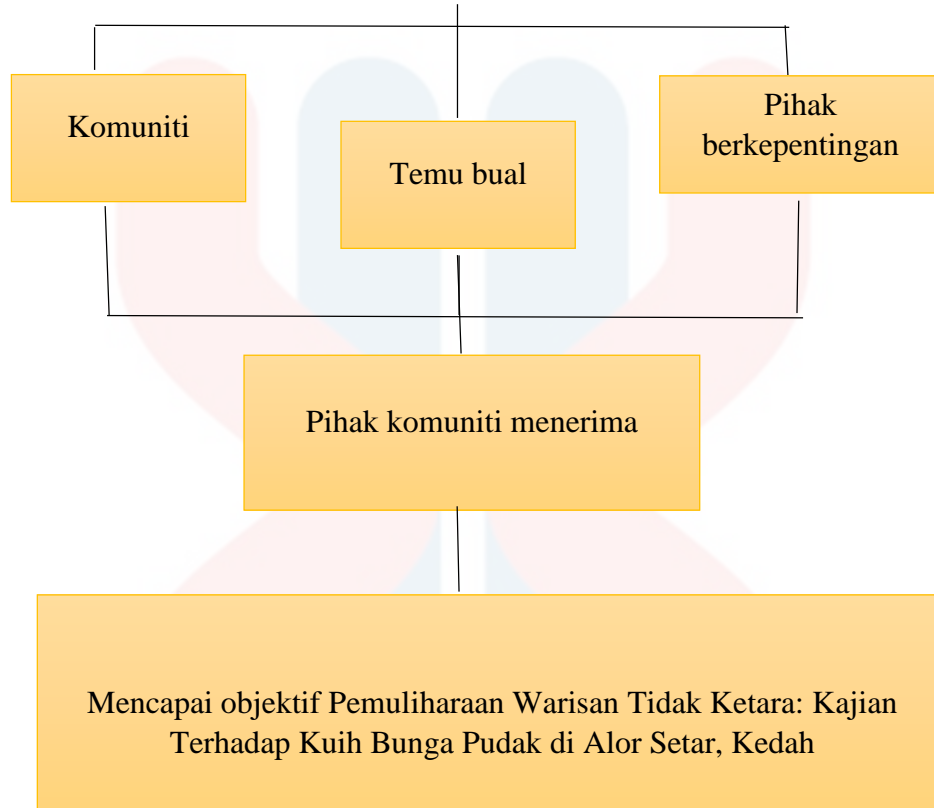 Komuniti
Temu bual
Pihak
berkepentingan
Pihak komuniti menerima
Mencapai objektif Pemuliharaan Warisan Tidak Ketara: Kajian
Terhadap Kuih Bunga Pudak di Alor Setar, Kedah